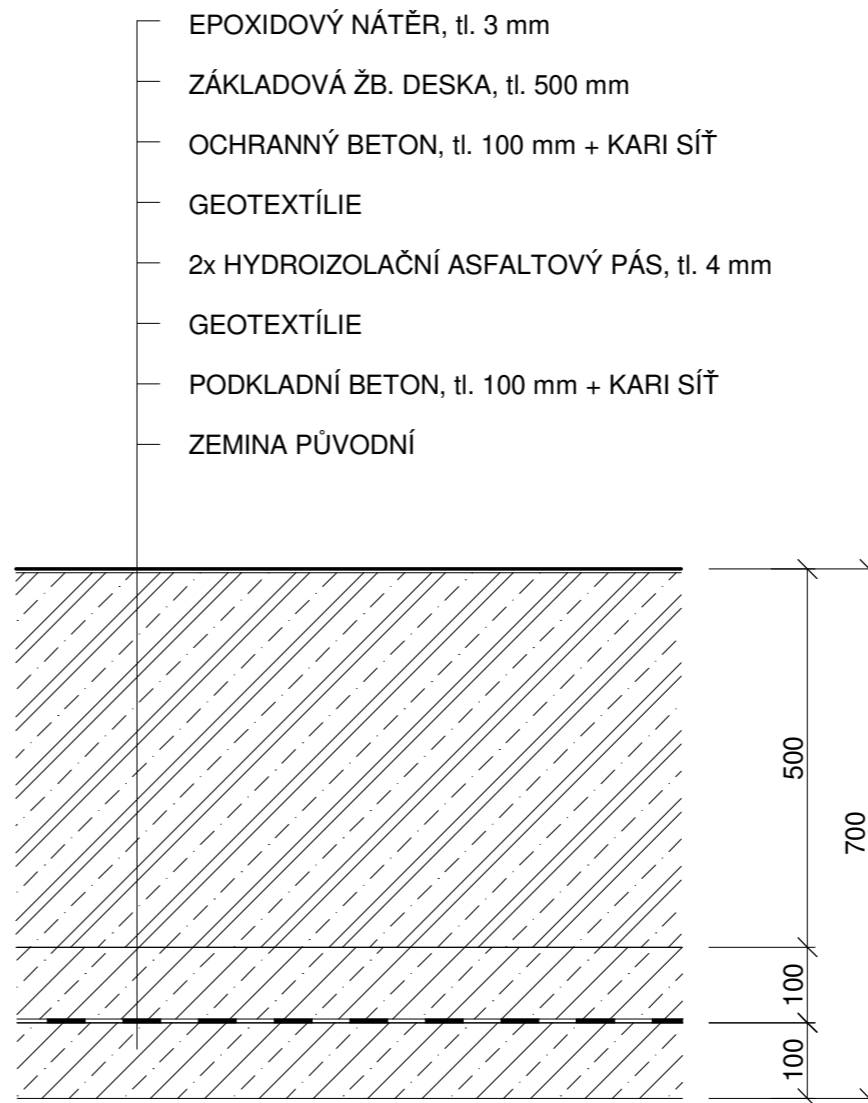 EPOXIDOVÝ NÁTĚR, tl. 3 mm
ZÁKLADOVÁ ŽB. DESKA, tl. 500 mm
OCHRANNÝ BETON, tl. 100 mm + KARI SÍŤ
GEOTEXTÍLIE
2x HYDROIZOLAČNÍ ASFALTOVÝ PÁS, tl. 4 mm
GEOTEXTÍLIE
PODKLADNÍ BETON, tl. 100 mm + KARI SÍŤ
ZEMINA PŮVODNÍ
500
700
100
100